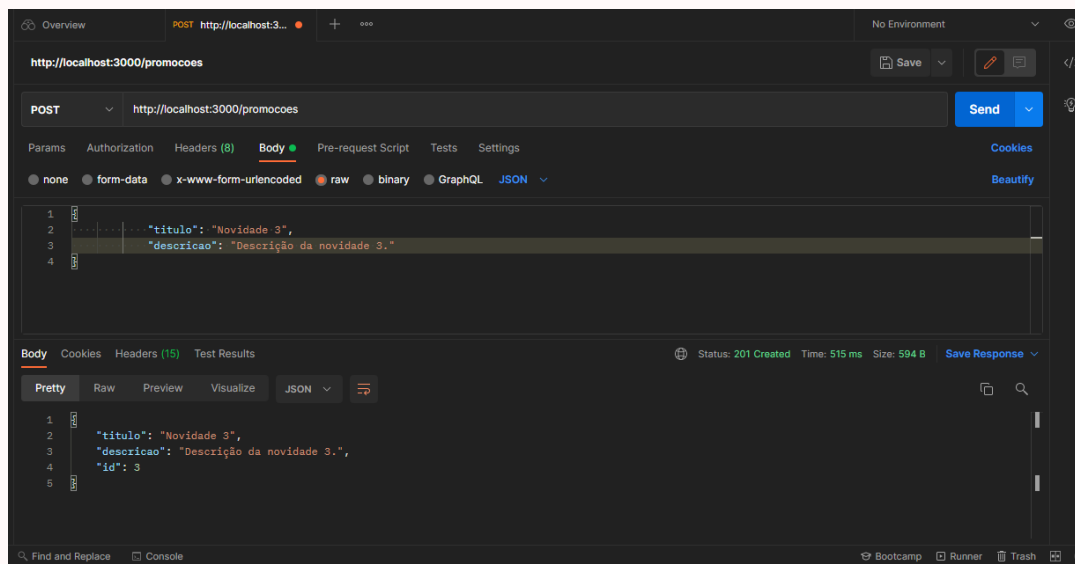 Overview POST http://localhost:3... No Environment
http://localhost:3000/promocoes Save
POST http://localhost:3000/promocoes Send
Params Authorization Headers (8) Body Pre-request Script Tests Settings Cookies
none form-data x-www-form-urlencoded raw binary GraphQL JSON Beautify
1 {
2 "titulo": "Novidade 3",
3 "descricao": "Descrição da novidade 3."
4 }
Body Cookies Headers (15) Test Results Status: 201 Created Time: 515 ms Size: 594 B Save Response
Pretty Raw Preview Visualize JSON
1 {
2 "titulo": "Novidade 3",
3 "descricao": "Descrição da novidade 3.",
4 "id": 3
5 }
Find and Replace Console Bootcamp Runner Trash